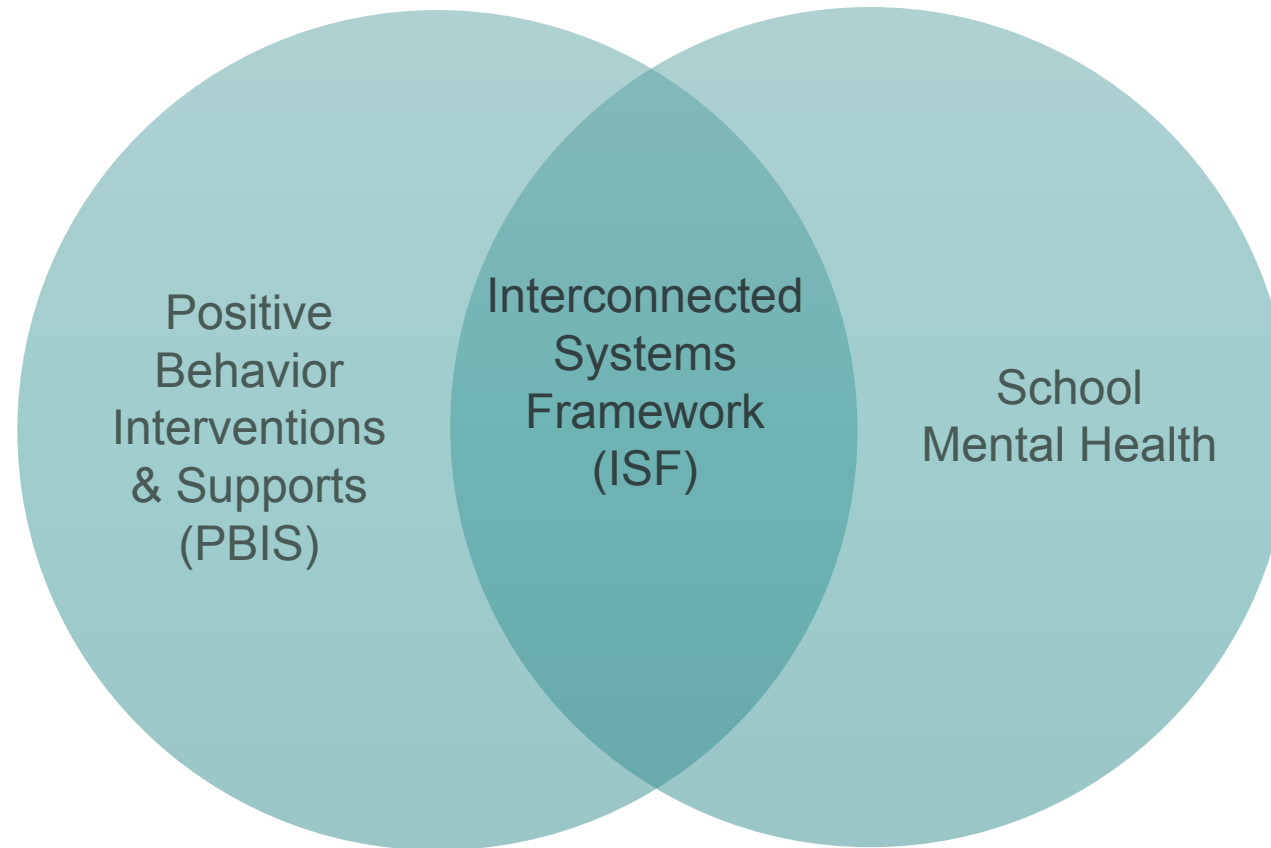 Positive
Behavior
Interventions
& Supports
(PBIS)
Interconnected
Systems
Framework
(ISF)
School
Mental Health